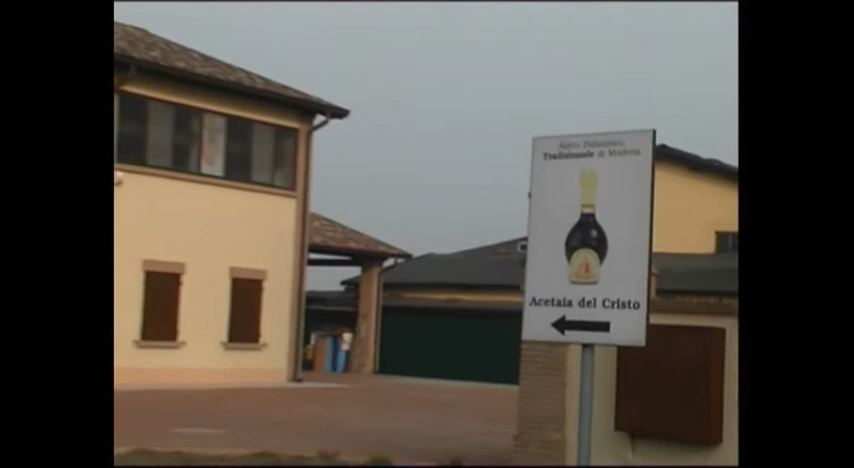 Aceto Balsamico
Tradizionale di Modena
Acetaia del Cristo